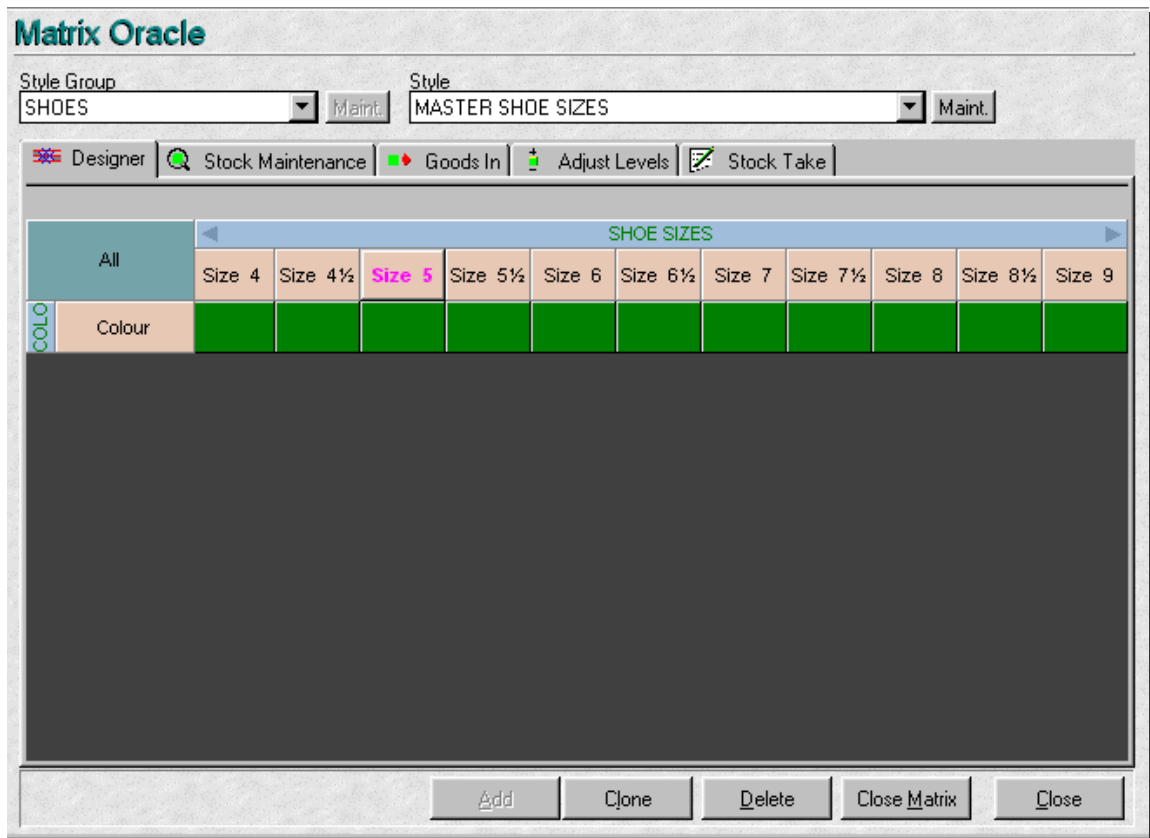 Matrix Oracle
Style Group Style
SHOES Maint. MASTER SHOE SIZES Maint.
Designer Stock Maintenance Goods In Adjust Levels Stock Take
All
SHOE SIZES
Size 4 Size 4½ Size 5 Size 5½ Size 6 Size 6½ Size 7 Size 7½ Size 8 Size 8½ Size 9
COLO Colour
Add Clone Delete Close Matrix Close